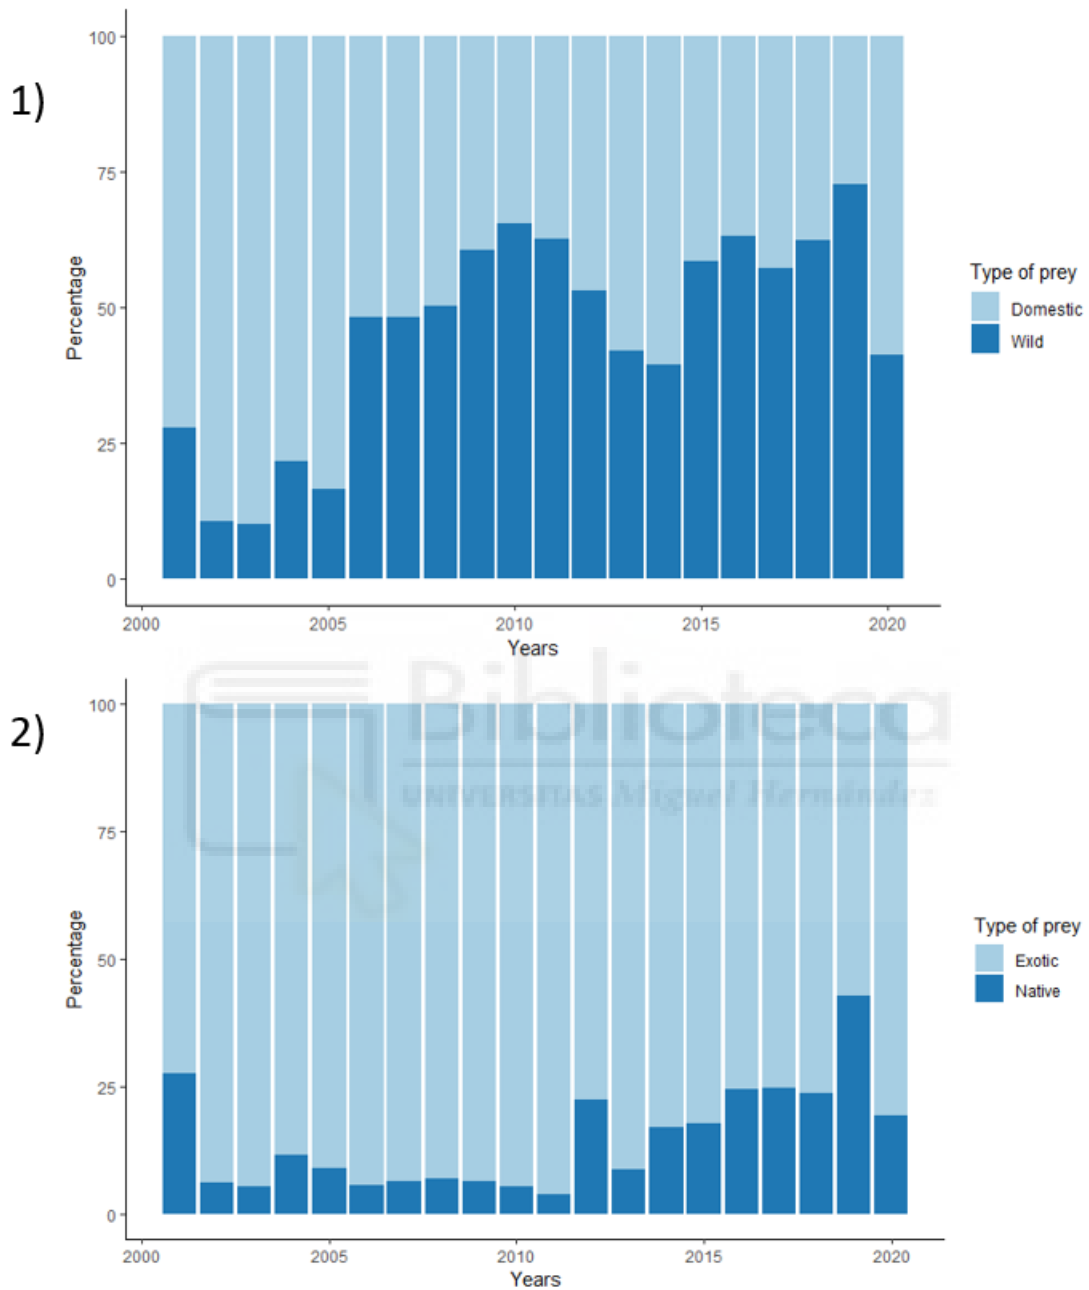 1)
100
75
50
25
0
Percentage
2000 2005 2010 2015 2020
Years
Type of prey
Domestic
Wild
Biblioteca
UNIVERSITAS Miguel Hernández
2)
100
75
50
25
0
Percentage
2000 2005 2010 2015 2020
Years
Type of prey
Exotic
Native